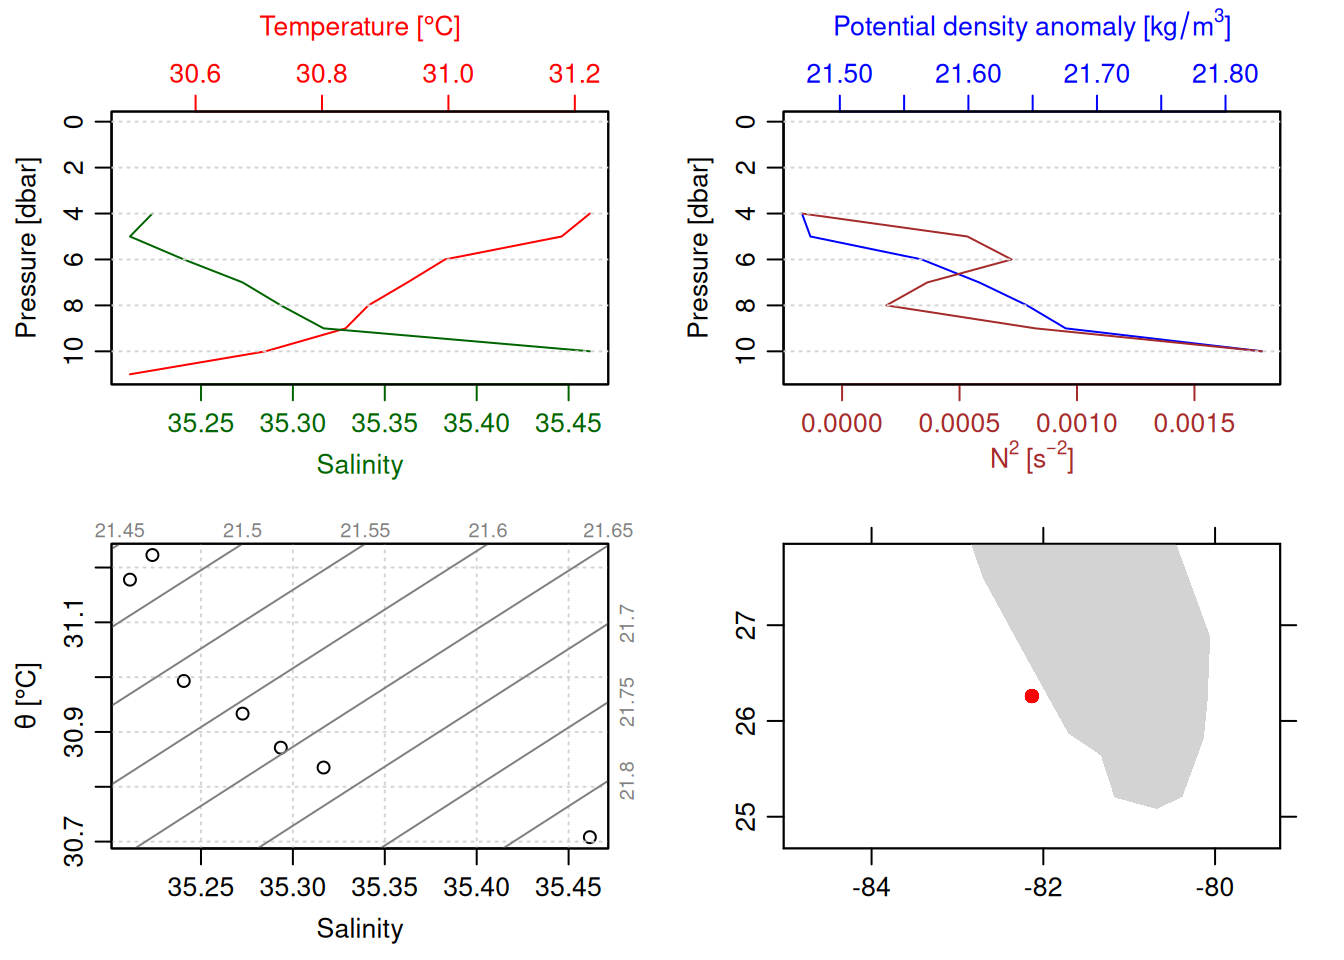 Temperature [°C]
30.6 30.8 31.0 31.2
Pressure [dbar]
0
2
4
6
8
10
35.25 35.30 35.35 35.40 35.45
Salinity
Potential density anomaly [kg/m³]
21.50 21.60 21.70 21.80
Pressure [dbar]
0
2
4
6
8
10
0.0000 0.0005 0.0010 0.0015
N² [s⁻²]
21.45 21.5 21.55 21.6 21.65
θ [°C]
31.1
30.9
30.7
21.7
21.75
21.8
35.25 35.30 35.35 35.40 35.45
Salinity
27
26
25
-84 -82 -80